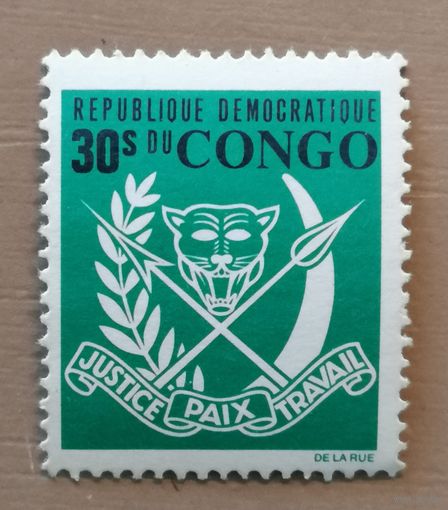 REPUBLIQUE DEMOCRATIQUE
30S DU CONGO
JUSTICE PAIX TRAVAIL
DE LA RUE